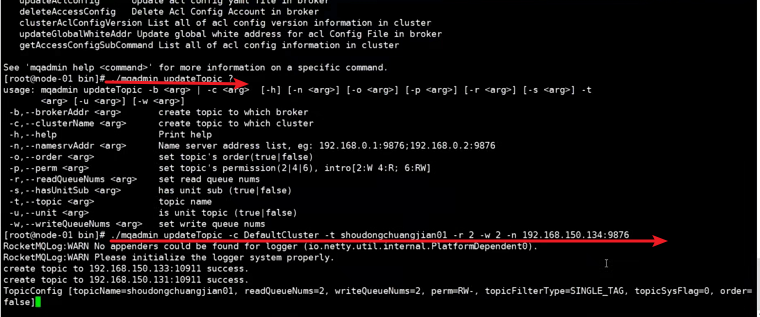 updateAclConfig Update acl config yaml file in broker
deleteAccessConfig Delete Acl Config Account in broker
clusterAclConfigVersion List all of acl config version information in cluster
updateGlobalWhiteAddr Update global white address for acl Config File in broker
getAccessConfigSubCommand List all of acl config information in cluster
See 'mqadmin help <command>' for more information on a specific command.
[root@node-01 bin]# ./mqadmin updateTopic ?
usage: mqadmin updateTopic -b <arg> | -c <arg> [-h] [-n <arg>] [-o <arg>] [-p <arg>] [-r <arg>] [-s <arg>] -t
<arg> [-u <arg>] [-w <arg>]
-b,--brokerAddr <arg> create topic to which broker
-c,--clusterName <arg> create topic to which cluster
-h,--help Print help
-n,--namesrvAddr <arg> Name server address list, eg: 192.168.0.1:9876;192.168.0.2:9876
-o,--order <arg> set topic's order(true|false)
-p,--perm <arg> set topic's permission(2|4|6), intro[2:W 4:R; 6:RW]
-r,--readQueueNums <arg> set read queue nums
-s,--hasUnitSub <arg> has unit sub (true|false)
-t,--topic <arg> topic name
-u,--unit <arg> is unit topic (true|false)
-w,--writeQueueNums <arg> set write queue nums
[root@node-01 bin]# ./mqadmin updateTopic -c DefaultCluster -t shoudongchuangjian01 -r 2 -w 2 -n 192.168.150.134:9876
RocketMQLog:WARN No appenders could be found for logger (io.netty.util.internal.PlatformDependent0).
RocketMQLog:WARN Please initialize the logger system properly.
create topic to 192.168.150.133:10911 success.
create topic to 192.168.150.131:10911 success.
TopicConfig [topicName=shoudongchuangjian01, readQueueNums=2, writeQueueNums=2, perm=RW-, topicFilterType=SINGLE_TAG, topicSysFlag=0, order=
false]